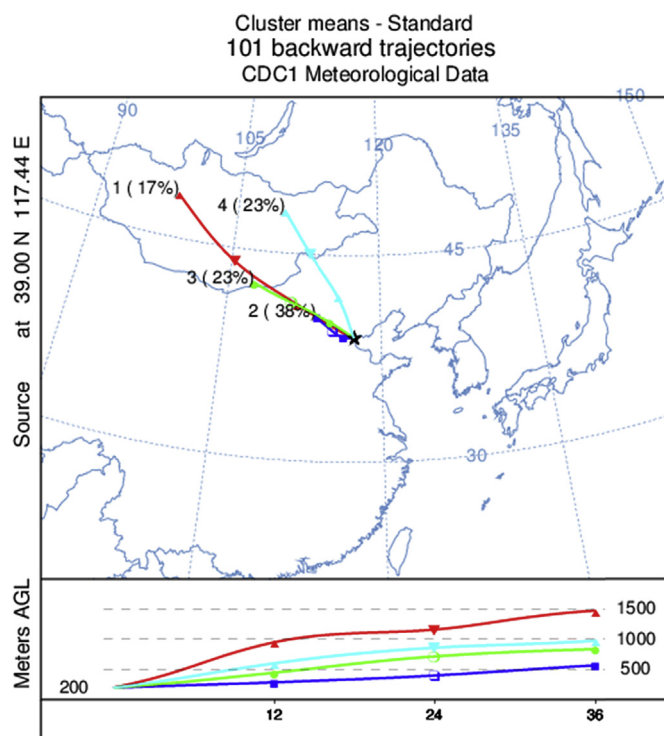 Cluster means - Standard
101 backward trajectories
CDC1 Meteorological Data
Source at 39.00 N 117.44 E
90
105
120
135
150
1 ( 17%)
4 ( 23%)
45
3 ( 23%)
2 ( 38%)
30
Meters AGL
1500
1000
500
200
12
24
36